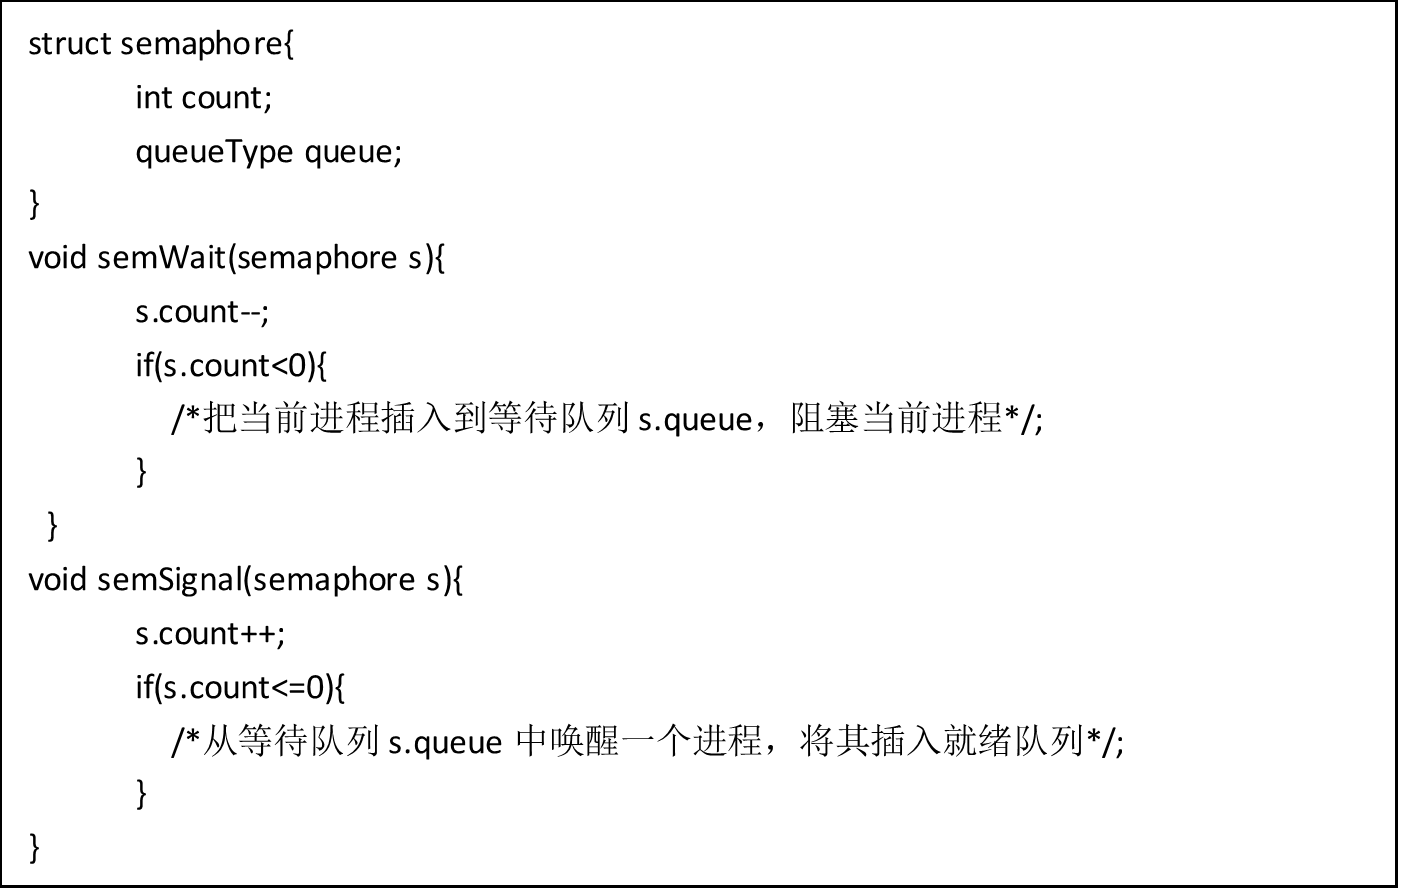 struct semaphore{
int count;
queueType queue;
}
void semWait(semaphore s){
s.count--;
if(s.count<0){
/*把当前进程插入到等待队列 s.queue，阻塞当前进程*/;
}
}
void semSignal(semaphore s){
s.count++;
if(s.count<=0){
/*从等待队列 s.queue 中唤醒一个进程，将其插入就绪队列*/;
}
}